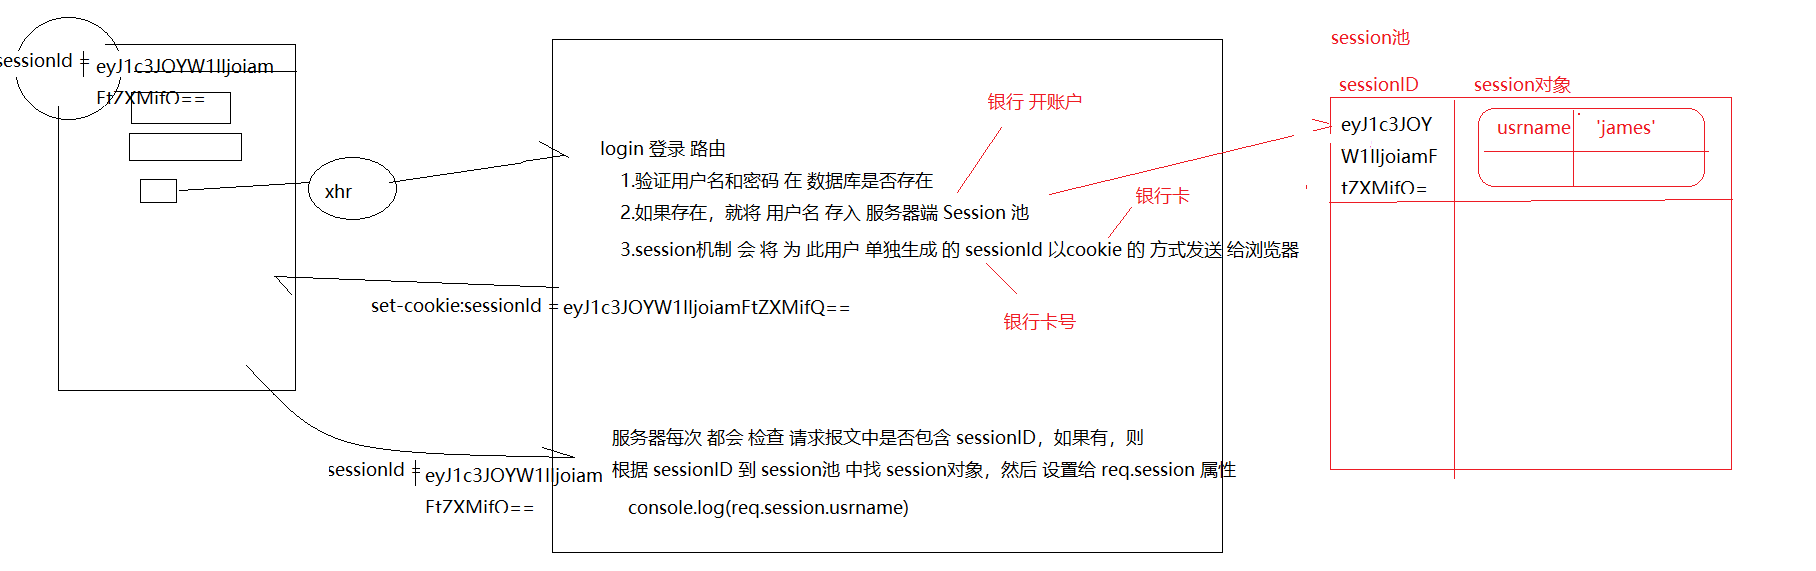 sessionId =
eyJ1c3JOYW1lIjoiam
FtZXMifQ==
xhr
login 登录 路由
1.验证用户名和密码 在 数据库是否存在
2.如果存在，就将 用户名 存入 服务器端 Session 池
3.session机制 会 将 为 此用户 单独生成 的 sessionId 以cookie 的 方式发送 给浏览器
银行 开账户
银行卡
银行卡号
set-cookie:sessionId = eyJ1c3JOYW1lIjoiamFtZXMifQ==
服务器每次 都会 检查 请求报文中是否包含 sessionID，如果有，则
根据 sessionID 到 session池 中找 session对象，然后 设置给 req.session 属性
console.log(req.session.usrname)
sessionId =
eyJ1c3JOYW1lIjoiam
FtZXMifQ==
session池
sessionID
session对象
eyJ1c3JOY
W1lIjoiamF
tZXMifQ=
usrname 'james'